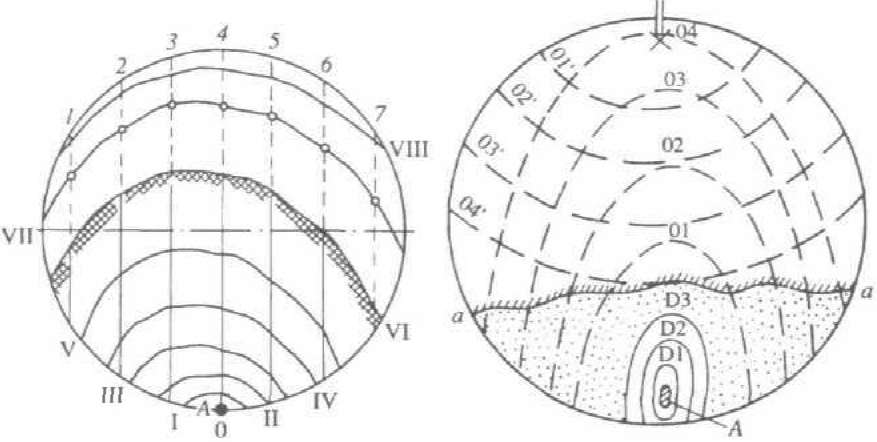 1 2 3 4 5 6 7
VIII
VII
VI
V
III
I
A
0
II
IV
04
01'
03
02'
02
03'
04'
01
a
a
D3
D2
D1
A